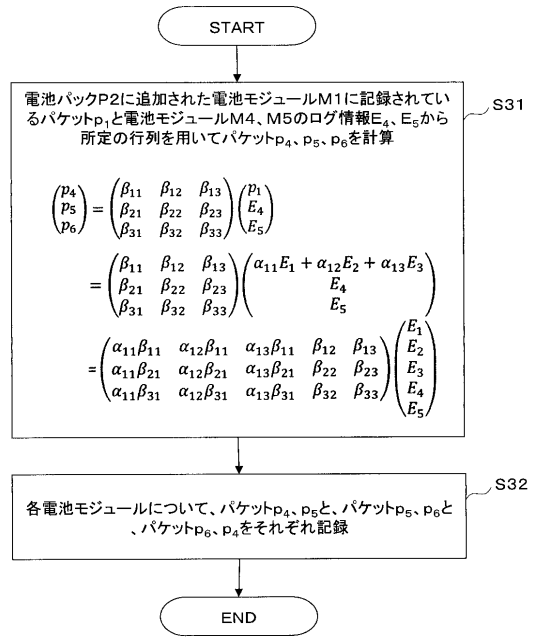 START
電池パックP2に追加された電池モジュールM1に記録されてい
るパケットp₁と電池モジュールM4、M5のログ情報E₄、E₅から
所定の行列を用いてパケットp₄、p₅、p₆を計算
S31
(p₄ p₅ p₆) = (β₁₁ β₁₂ β₁₃ β₂₁ β₂₂ β₂₃ β₃₁ β₃₂ β₃₃)(p₁ E₄ E₅)
= (β₁₁ β₁₂ β₁₃ β₂₁ β₂₂ β₂₃ β₃₁ β₃₂ β₃₃)(α₁₁E₁ + α₁₂E₂ + α₁₃E₃ E₄ E₅)
= (α₁₁β₁₁ α₁₂β₁₁ α₁₃β₁₁ β₁₂ β₁₃ α₁₁β₂₁ α₁₂β₂₁ α₁₃β₂₁ β₂₂ β₂₃ α₁₁β₃₁ α₁₂β₃₁ α₁₃β₃₁ β₃₂ β₃₃)(E₁ E₂ E₃ E₄ E₅)
S32
各電池モジュールについて、パケットp₄、p₅と、パケットp₅、p₆と
、パケットp₆、p₄をそれぞれ記録
END